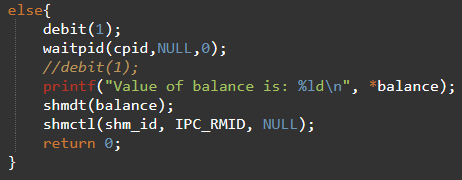 else{
debit(1);
waitpid(cpid,NULL,0);
//debit(1);
printf("Value of balance is: %ld\n", *balance);
shmdt(balance);
shmctl(shm_id, IPC_RMID, NULL);
return 0;
}